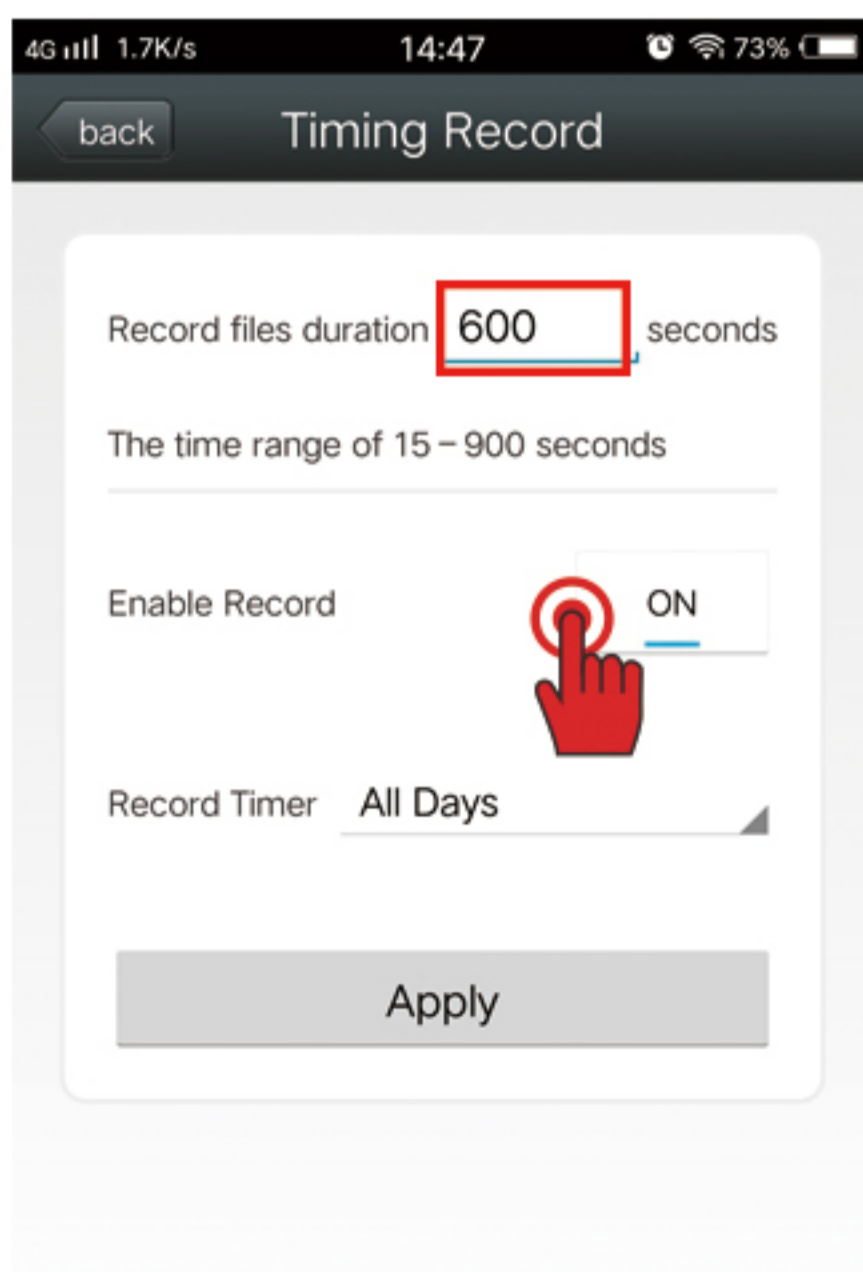 4G 1.7K/s 14:47 73%
back Timing Record
Record files duration 600 seconds
The time range of 15–900 seconds
Enable Record ON
Record Timer All Days
Apply